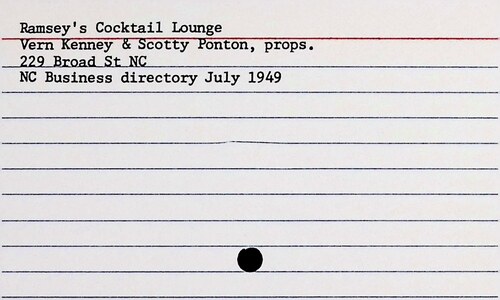 Ramsey's Cocktail Lounge
Vern Kenney & Scotty Ponton, props.
229 Broad St NC
NC Business directory July 1949